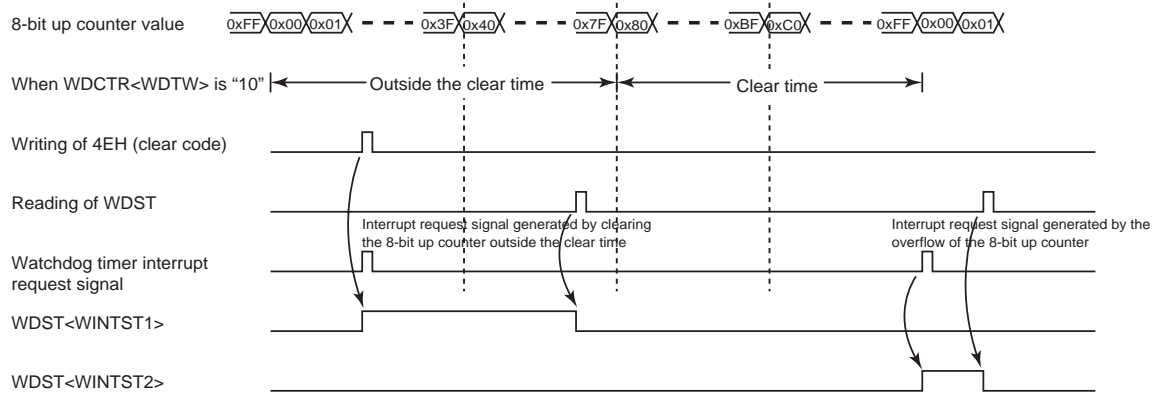 8-bit up counter value 0xFF 0x00 0x01 0x3F 0x40 0x7F 0x80 0xBF 0xC0 0xFF 0x00 0x01
When WDCTR<WDTW> is “10” Outside the clear time Clear time
Writing of 4EH (clear code)
Reading of WDST
Interrupt request signal generated by clearing
the 8-bit up counter outside the clear time
Interrupt request signal generated by the
overflow of the 8-bit up counter
Watchdog timer interrupt
request signal
WDST<WINTST1>
WDST<WINTST2>